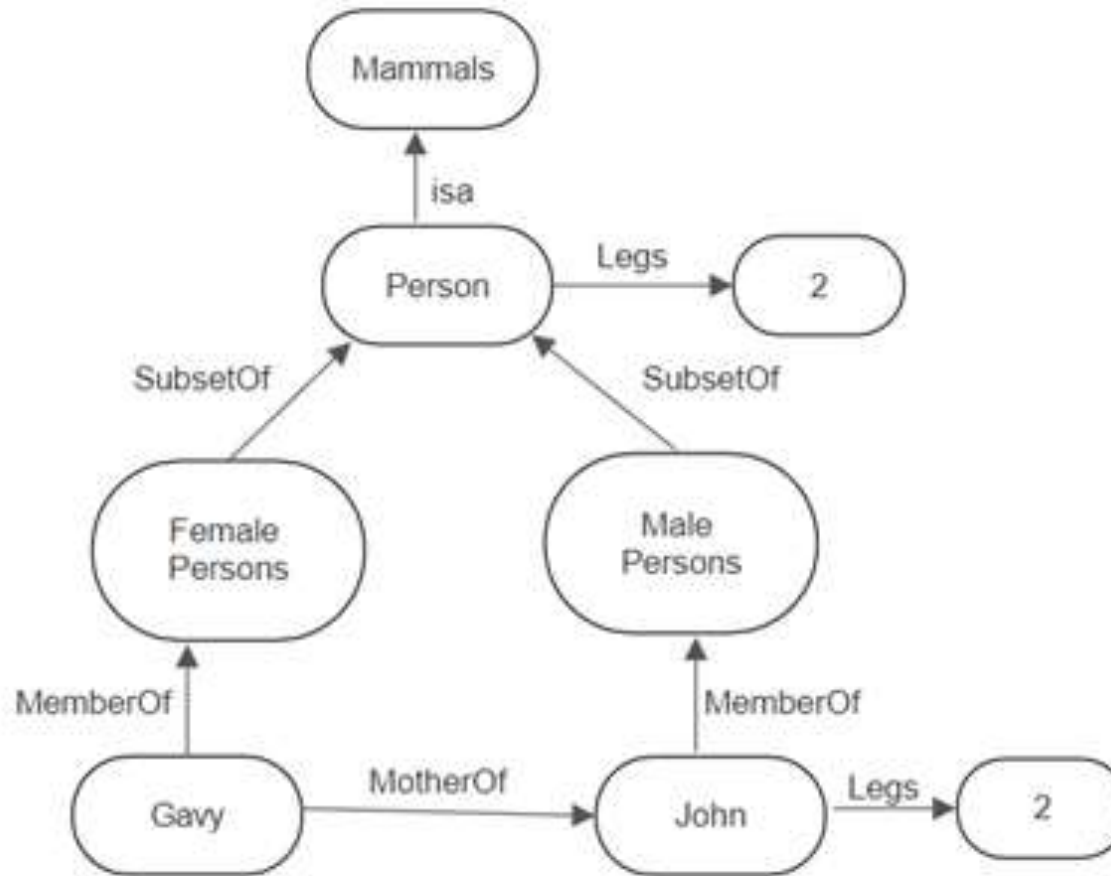 Mammals
isa
Person
Legs
2
SubsetOf
SubsetOf
Female
Persons
Male
Persons
MemberOf
MemberOf
Gavy
MotherOf
John
Legs
2